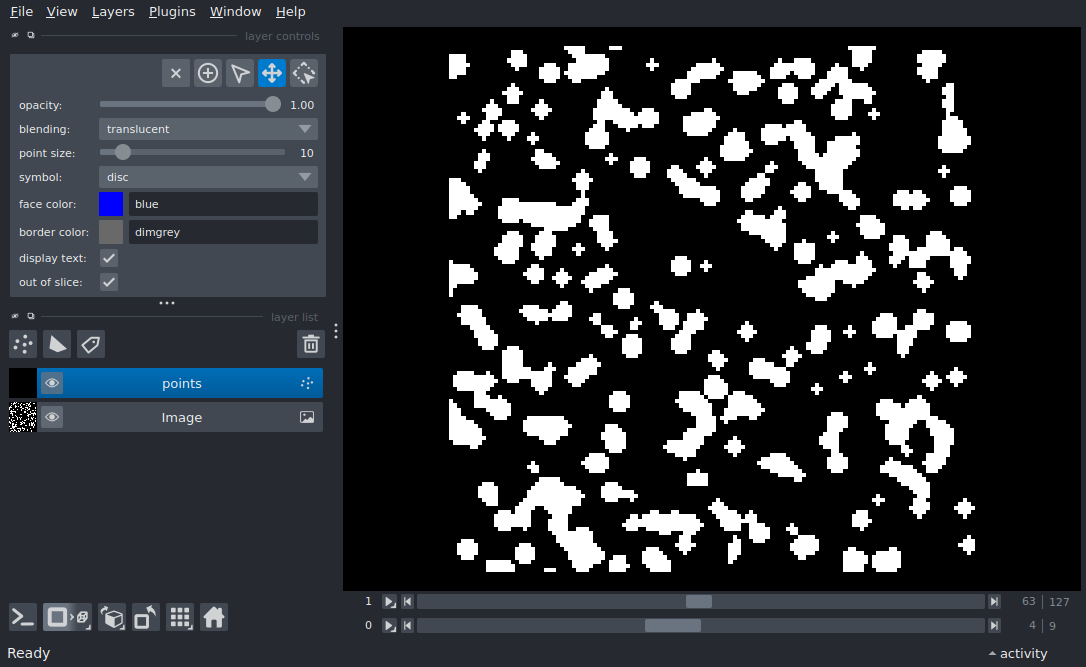 File View Layers Plugins Window Help
layer controls
opacity: 1.00
blending: translucent
point size: 10
symbol: disc
face color: blue
border color: dimgrey
display text:
out of slice:
layer list
points
Image
1 63 127
0 4 9
Ready activity